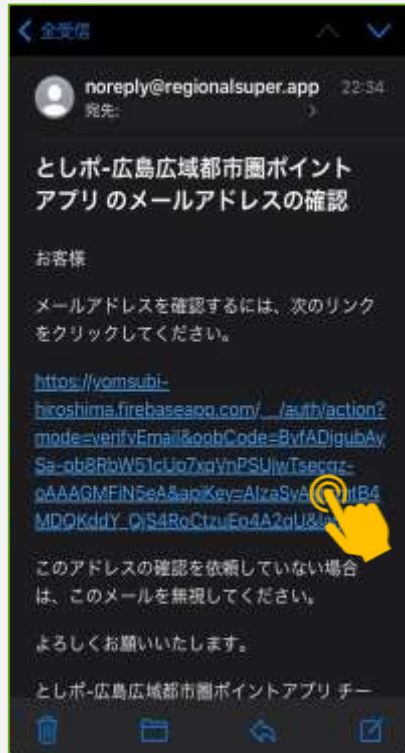 全受信
noreply@regionalsuper.app 22:34
宛先:
としポ-広島広域都市圏ポイント
アプリ のメールアドレスの確認
お客様
メールアドレスを確認するには、次のリンク
をクリックしてください。
https://yomsubi-
hiroshima.firebaseapp.com/__/auth/action?
このアドレスの確認を依頼していない場合
は、このメールを無視してください。
よろしくお願いいたします。
としポ-広島広域都市圏ポイントアプリ チー